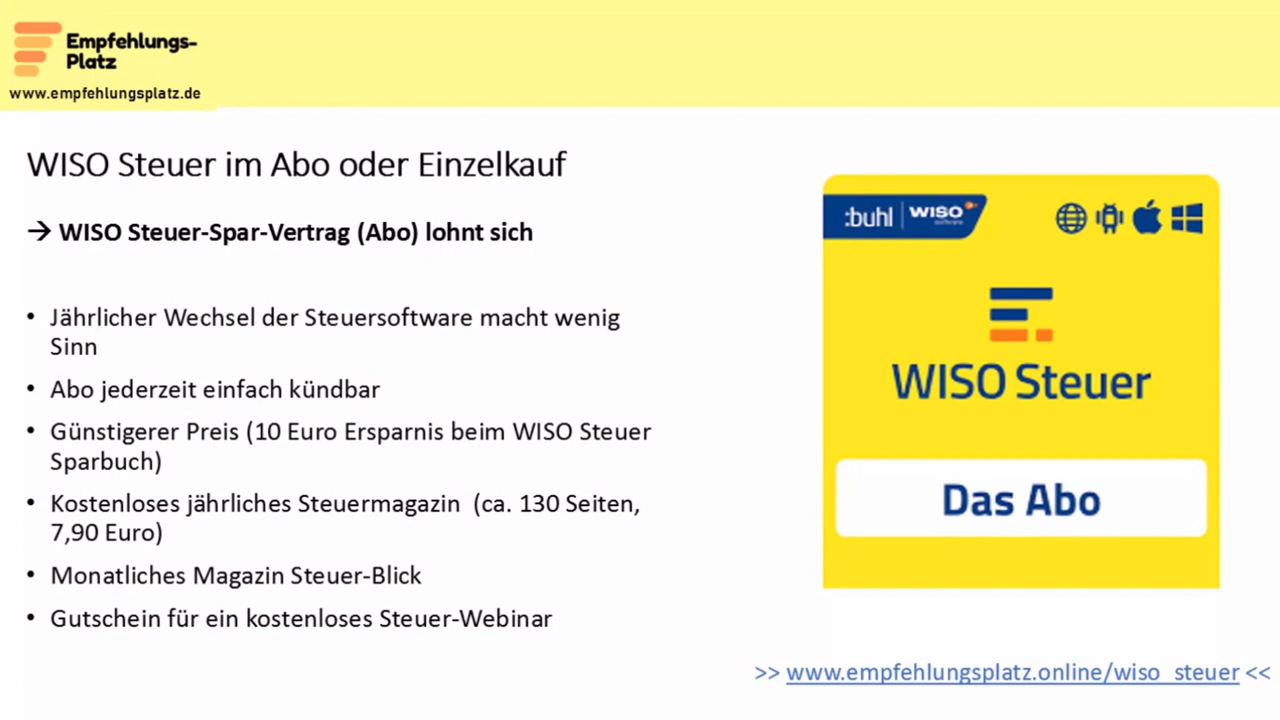 Empfehlungs-
Platz
www.empfehlungsplatz.de
WISO Steuer im Abo oder Einzelkauf
→ WISO Steuer-Spar-Vertrag (Abo) lohnt sich
• Jährlicher Wechsel der Steuersoftware macht wenig
Sinn
• Abo jederzeit einfach kündbar
• Günstigerer Preis (10 Euro Ersparnis beim WISO Steuer
Sparbuch)
• Kostenloses jährliches Steuermagazin (ca. 130 Seiten,
7,90 Euro)
• Monatliches Magazin Steuer-Blick
• Gutschein für ein kostenloses Steuer-Webinar
:buhl | WISO
WISO Steuer
Das Abo
>> www.empfehlungsplatz.online/wiso_steuer <<